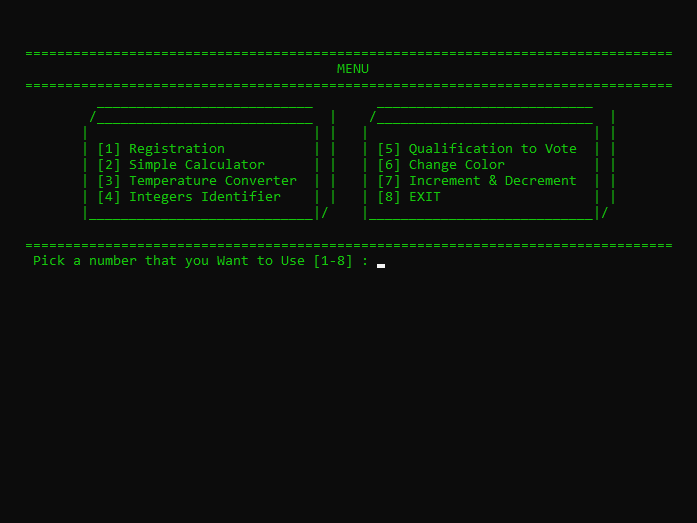 MENU
[1] Registration
[2] Simple Calculator
[3] Temperature Converter
[4] Integers Identifier
[5] Qualification to Vote
[6] Change Color
[7] Increment & Decrement
[8] EXIT
Pick a number that you Want to Use [1-8] :